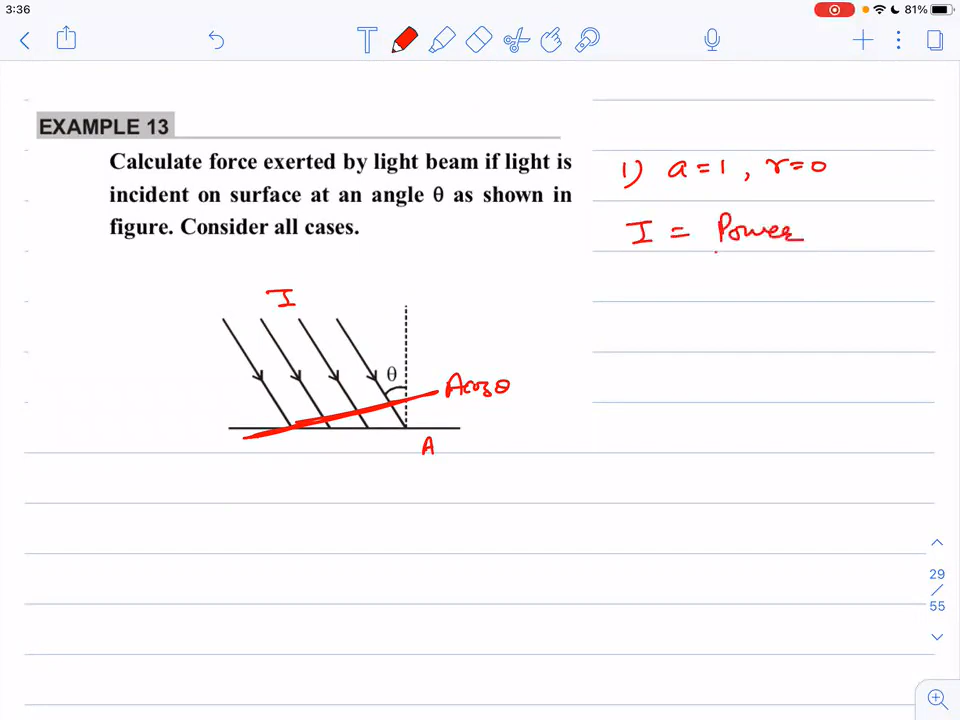 3:36
81%
T
EXAMPLE 13
Calculate force exerted by light beam if light is
incident on surface at an angle θ as shown in
figure. Consider all cases.
1) a = 1, r = 0
I = Power
I
θ
A cos θ
A
29
/
55